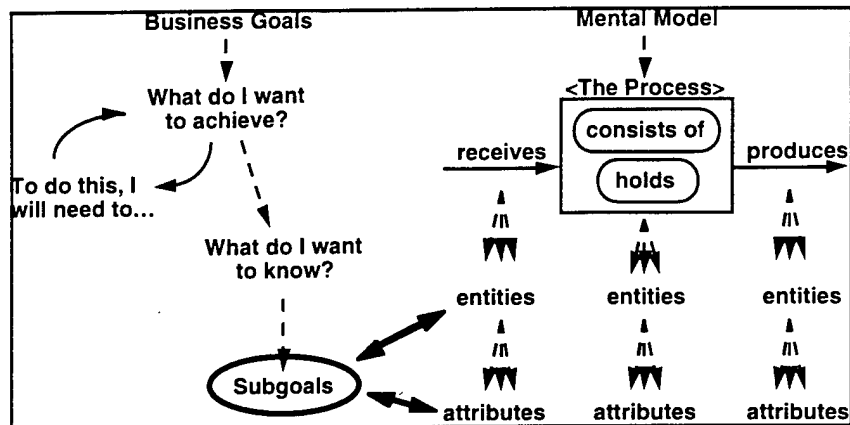 Business Goals
Mental Model
What do I want
to achieve?
<The Process>
consists of
receives
produces
holds
To do this, I
will need to...
What do I want
to know?
entities
entities
entities
Subgoals
attributes
attributes
attributes